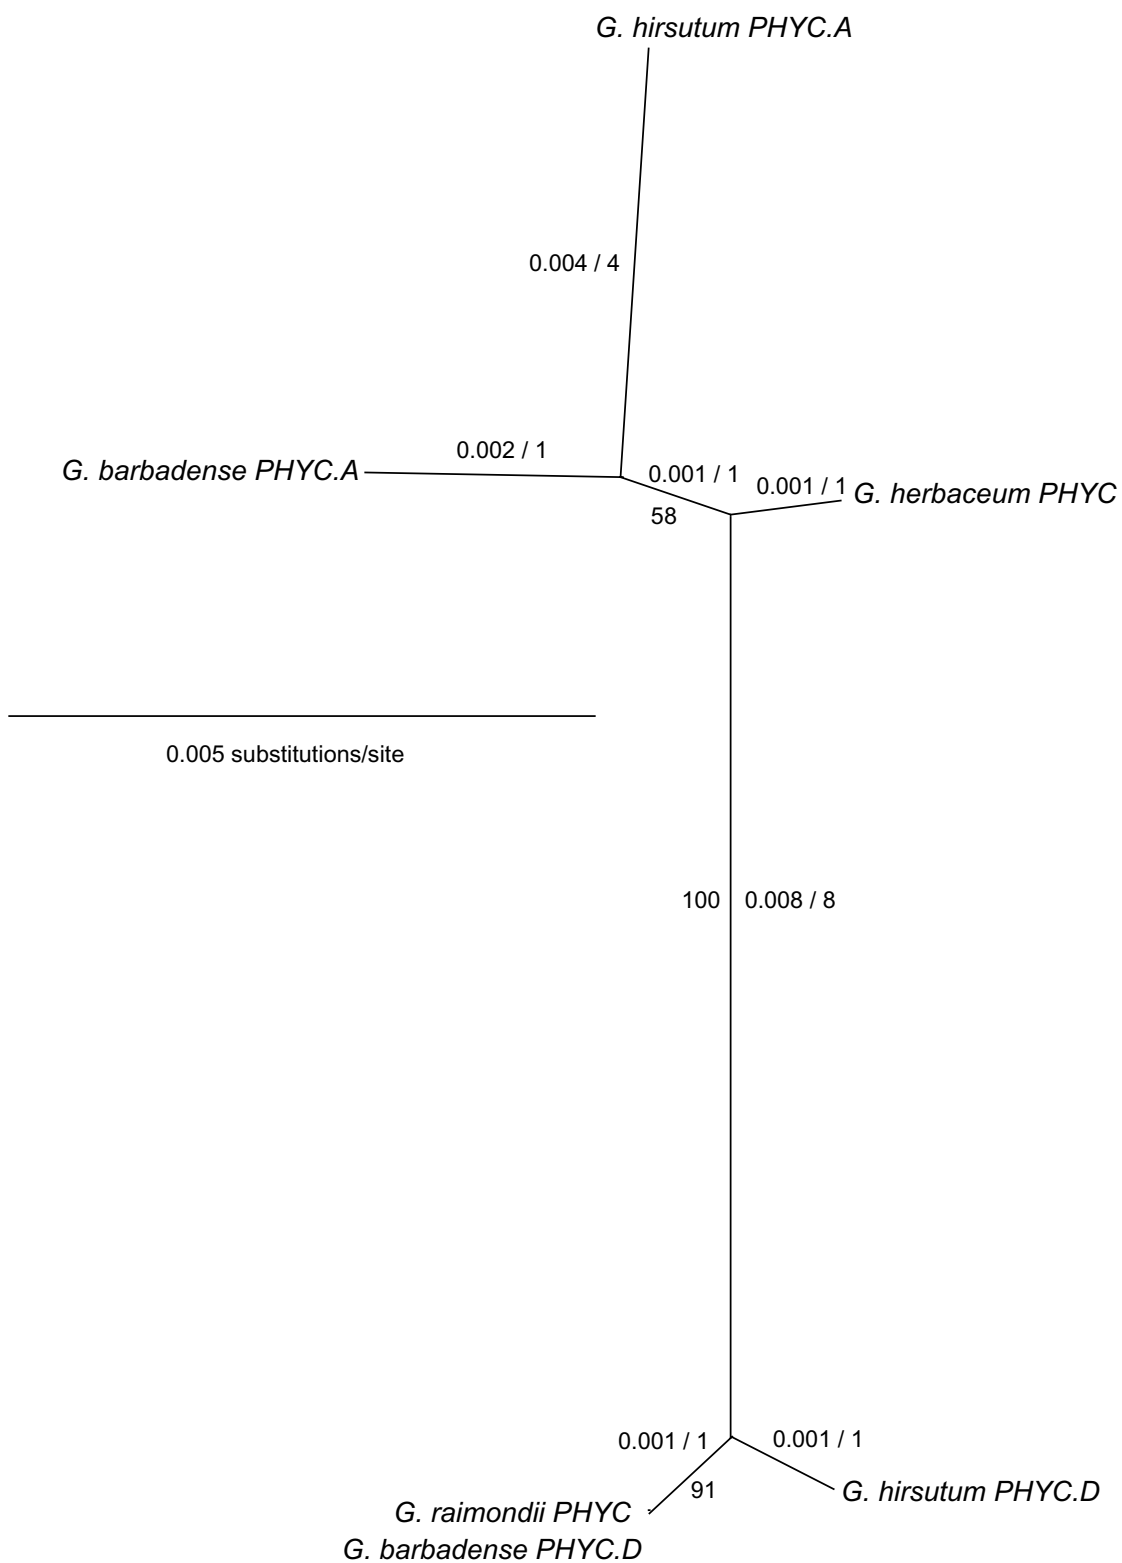 G. hirsutum PHYC.A
0.004 / 4
0.002 / 1
G. barbadense PHYC.A
0.001 / 1
0.001 / 1
G. herbaceum PHYC
58
0.005 substitutions/site
100
0.008 / 8
0.001 / 1
0.001 / 1
91
G. hirsutum PHYC.D
G. raimondii PHYC
G. barbadense PHYC.D